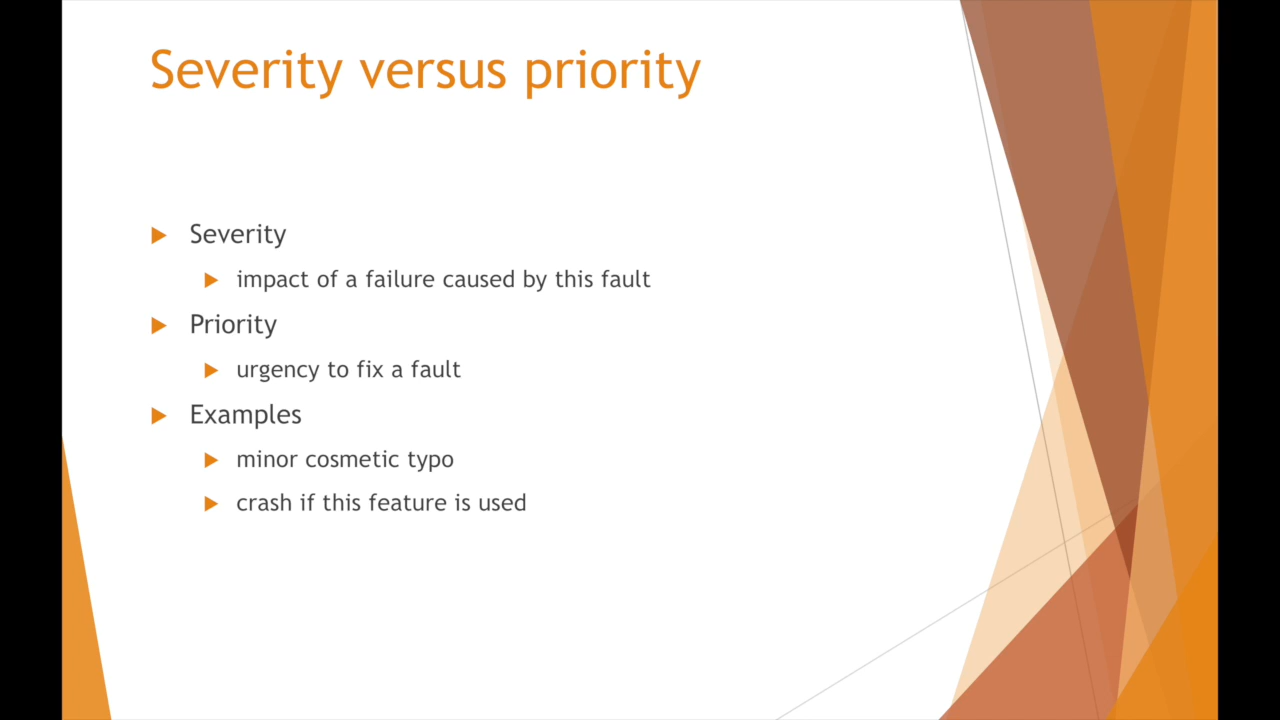 Severity versus priority
Severity
impact of a failure caused by this fault
Priority
urgency to fix a fault
Examples
minor cosmetic typo
crash if this feature is used